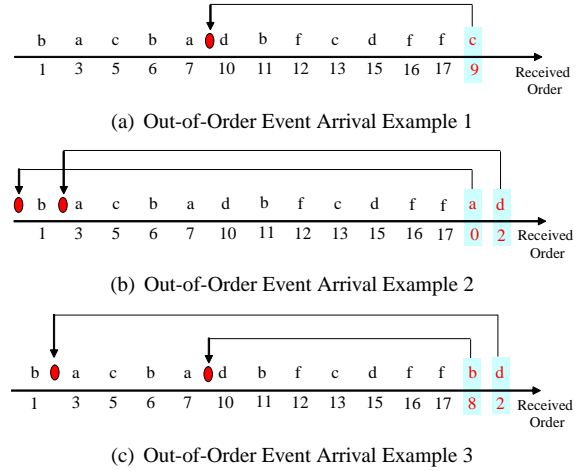 b a c b a d b f c d f f c
1 3 5 6 7 10 11 12 13 15 16 17 9 Received
Order
(a) Out-of-Order Event Arrival Example 1
b a c b a d b f c d f f a d
1 3 5 6 7 10 11 12 13 15 16 17 0 2 Received
Order
(b) Out-of-Order Event Arrival Example 2
b a c b a d b f c d f f b d
1 3 5 6 7 10 11 12 13 15 16 17 8 2 Received
Order
(c) Out-of-Order Event Arrival Example 3